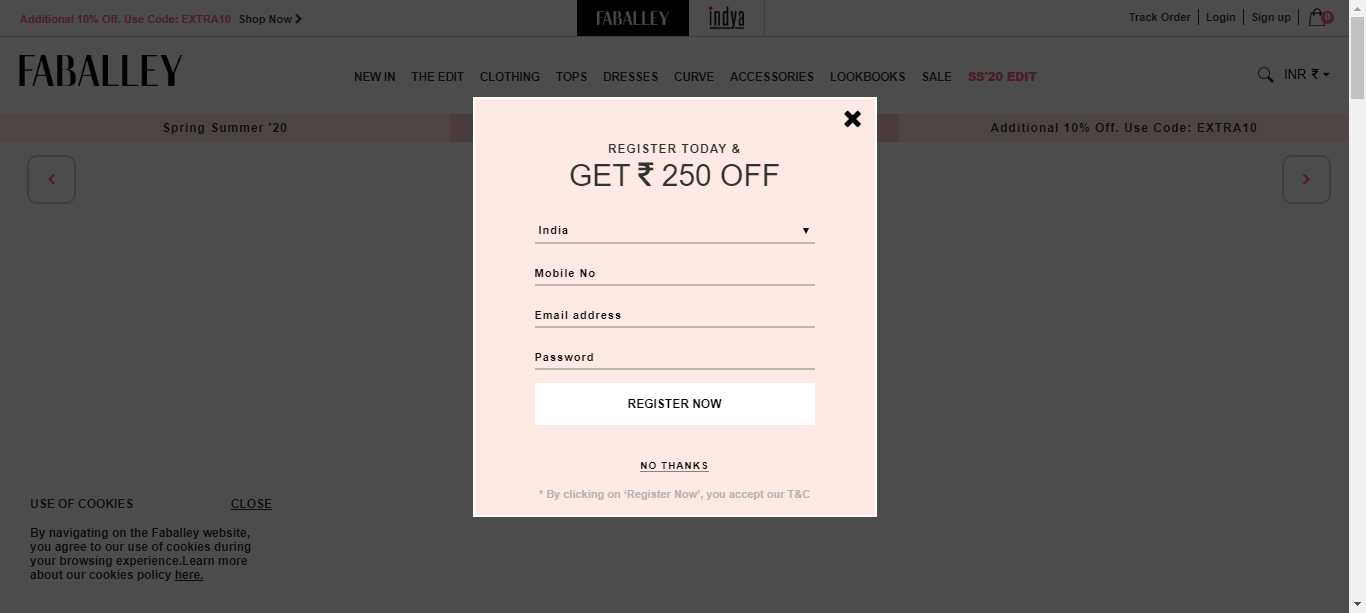 Additional 10% Off. Use Code: EXTRA10 Shop Now
FABALLEY
indya
Track Order
Login
Sign up
0
FABALLEY
NEW IN
THE EDIT
CLOTHING
TOPS
DRESSES
CURVE
ACCESSORIES
LOOKBOOKS
SALE
SS'20 EDIT
INR ₹
Spring Summer '20
Additional 10% Off. Use Code: EXTRA10
REGISTER TODAY &
GET ₹ 250 OFF
India
Mobile No
Email address
Password
REGISTER NOW
NO THANKS
* By clicking on ‘Register Now’, you accept our T&C
USE OF COOKIES
CLOSE
By navigating on the Faballey website,
you agree to our use of cookies during
your browsing experience.Learn more
about our cookies policy here.